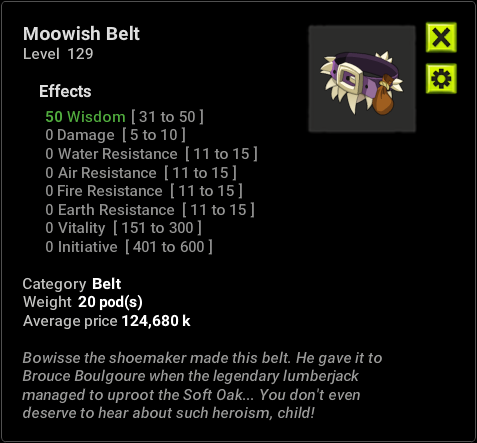 Moowish Belt
Level 129
Effects
50 Wisdom [ 31 to 50 ]
0 Damage [ 5 to 10 ]
0 Water Resistance [ 11 to 15 ]
0 Air Resistance [ 11 to 15 ]
0 Fire Resistance [ 11 to 15 ]
0 Earth Resistance [ 11 to 15 ]
0 Vitality [ 151 to 300 ]
0 Initiative [ 401 to 600 ]
Category Belt
Weight 20 pod(s)
Average price 124,680 k
Bowisse the shoemaker made this belt. He gave it to
Brouce Boulgoure when the legendary lumberjack
managed to uproot the Soft Oak... You don't even
deserve to hear about such heroism, child!